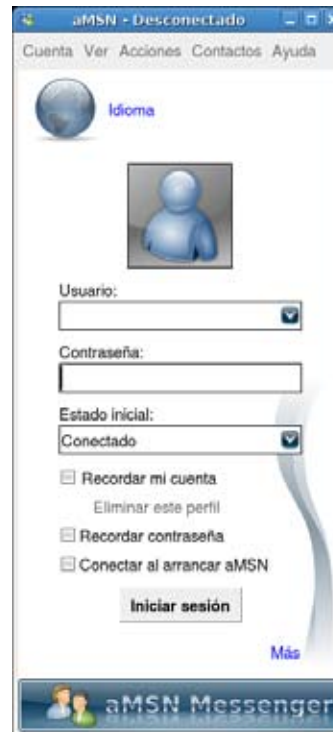 aMSN - Desconectado
Cuenta Ver Acciones Contactos Ayuda
Idioma
Usuario:
Contraseña:
Estado inicial:
Conectado
Recordar mi cuenta
Eliminar este perfil
Recordar contraseña
Conectar al arrancar aMSN
Iniciar sesión
Más
aMSN Messenger